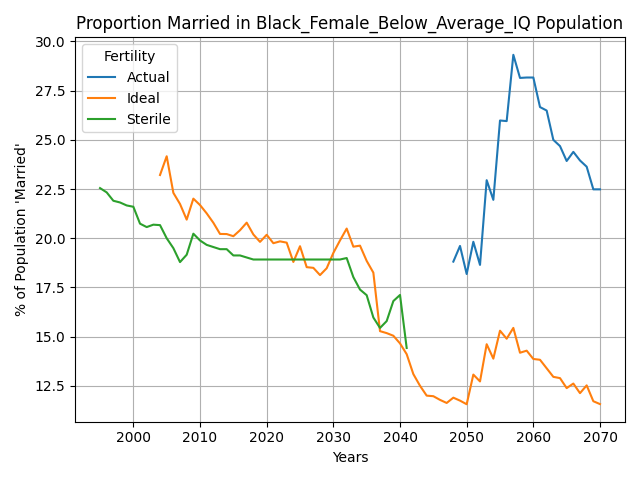 Proportion Married in Black_Female_Below_Average_IQ Population
% of Population 'Married'
30.0
27.5
25.0
22.5
20.0
17.5
15.0
12.5
Fertility
Actual
Ideal
Sterile
2000 2010 2020 2030 2040 2050 2060 2070
Years